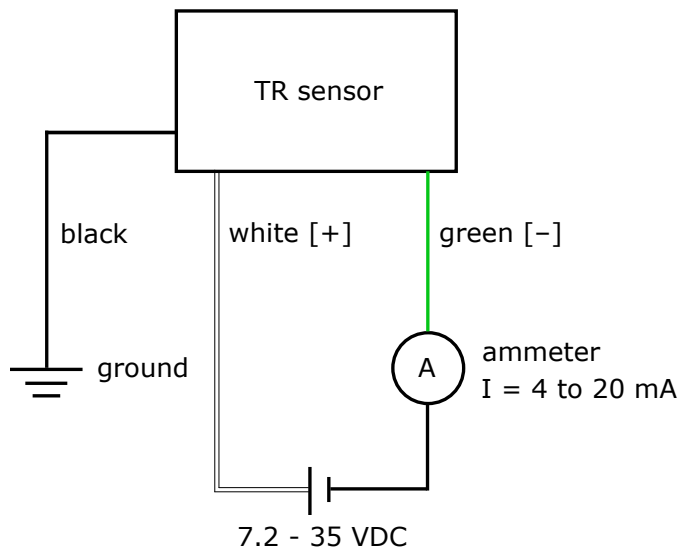 TR sensor
black
white [+]
green [–]
ground
A
ammeter
I = 4 to 20 mA
7.2 - 35 VDC